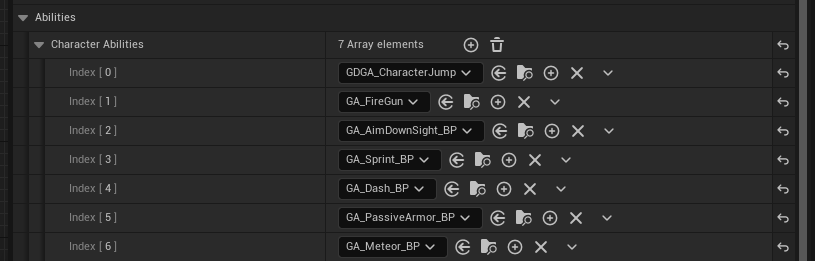 Abilities
Character Abilities 7 Array elements
Index [ 0 ] GDGA_CharacterJump
Index [ 1 ] GA_FireGun
Index [ 2 ] GA_AimDownSight_BP
Index [ 3 ] GA_Sprint_BP
Index [ 4 ] GA_Dash_BP
Index [ 5 ] GA_PassiveArmor_BP
Index [ 6 ] GA_Meteor_BP